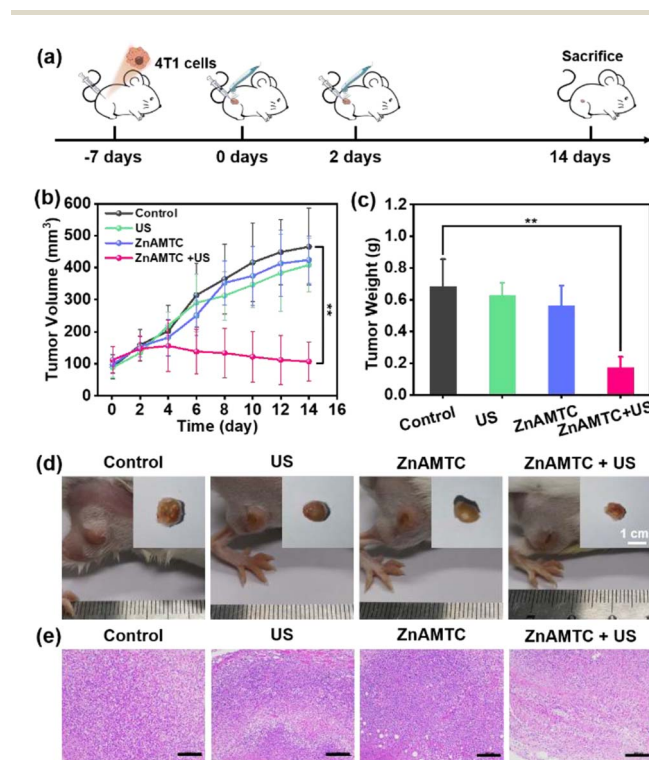 (a)
4T1 cells
Sacrifice
-7 days
0 days
2 days
14 days
(b)
600
500
400
300
200
100
0
Tumor Volume (mm³)
Control
US
ZnAMTC
ZnAMTC +US
**
0 2 4 6 8 10 12 14 16
Time (day)
(c)
1.2
1.0
0.8
0.6
0.4
0.2
0.0
Tumor Weight (g)
**
Control
US
ZnAMTC
ZnAMTC+US
(d)
Control
US
ZnAMTC
ZnAMTC + US
1 cm
(e)
Control
US
ZnAMTC
ZnAMTC + US